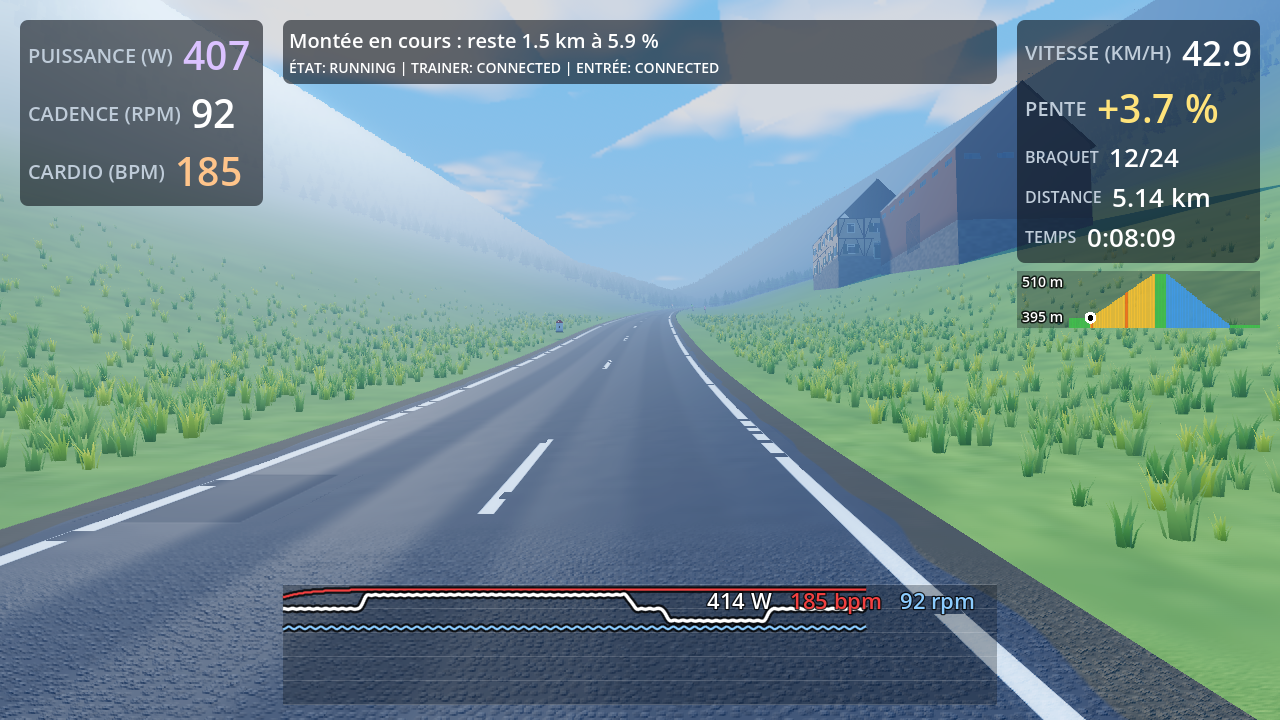 PUISSANCE (W) 407
CADENCE (RPM) 92
CARDIO (BPM) 185
Montée en cours : reste 1.5 km à 5.9 %
ÉTAT: RUNNING | TRAINER: CONNECTED | ENTRÉE: CONNECTED
VITESSE (KM/H) 42.9
PENTE +3.7 %
BRAQUET 12/24
DISTANCE 5.14 km
TEMPS 0:08:09
510 m
395 m
414 W 185 bpm 92 rpm